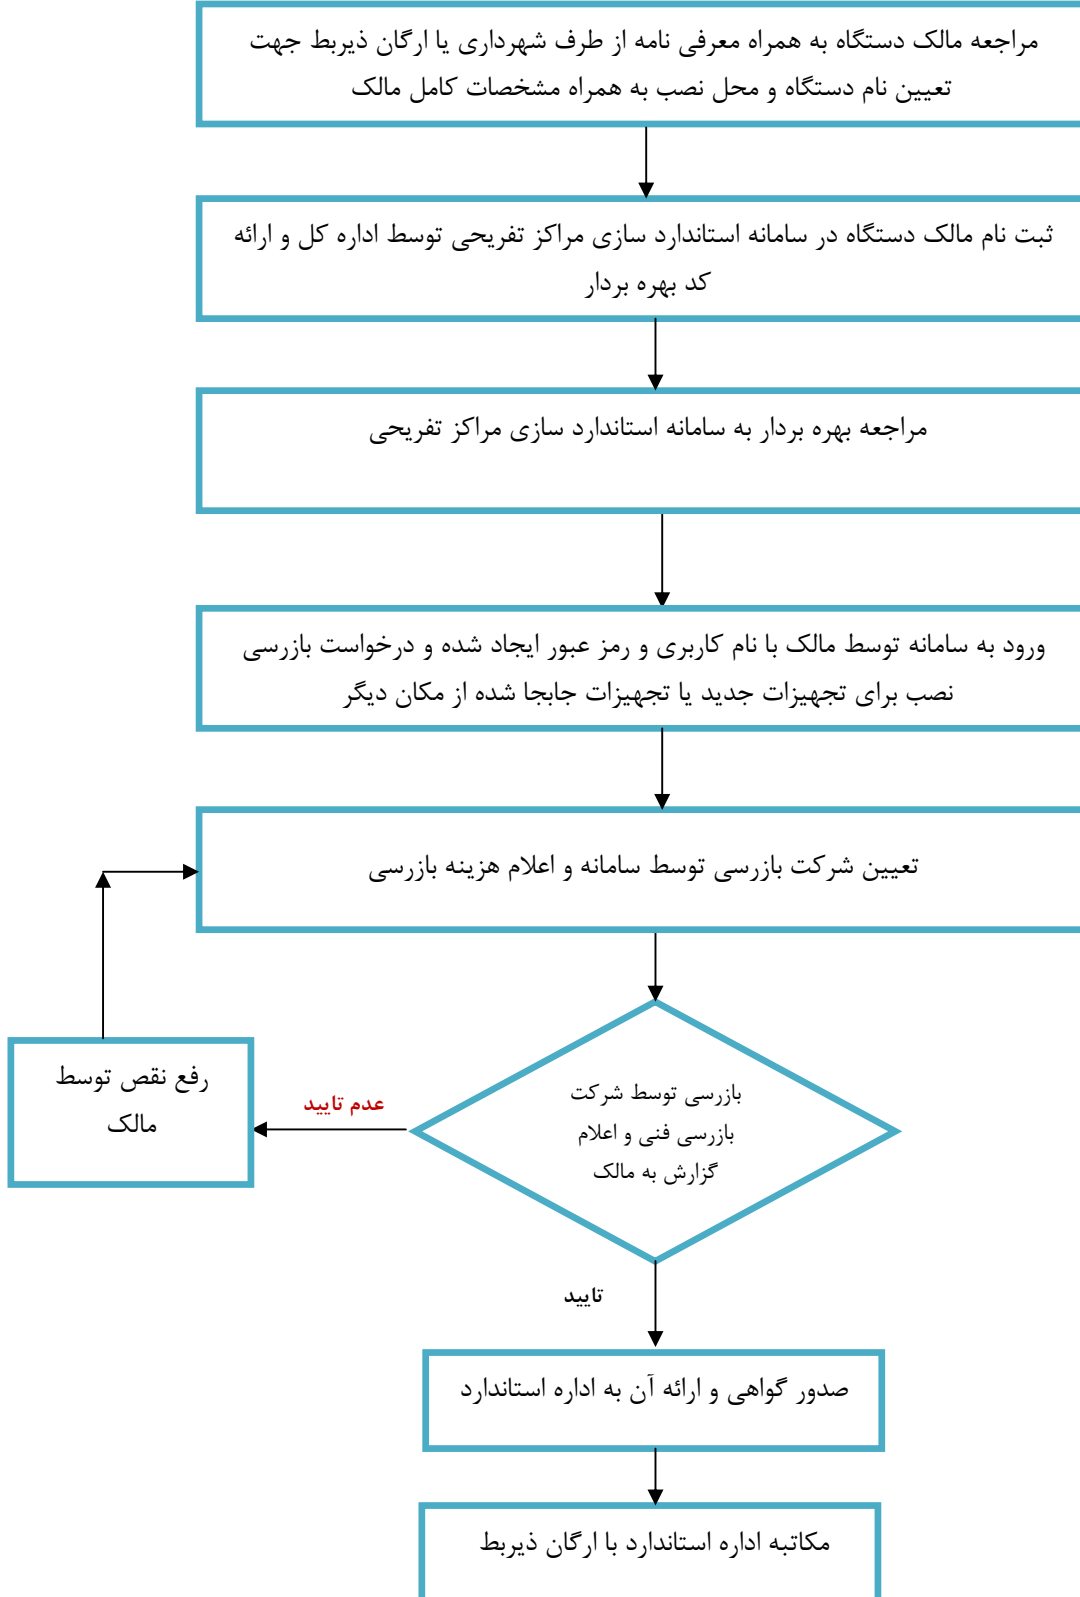 مراجعه مالک دستگاه به همراه معرفی نامه از طرف شهرداری یا ارگان ذیربط جهت
تعیین نام دستگاه و محل نصب به همراه مشخصات کامل مالک
ثبت نام مالک دستگاه در سامانه استاندارد سازی مراکز تفریحی توسط اداره کل و ارائه
کد بهره بردار
مراجعه بهره بردار به سامانه استاندارد سازی مراکز تفریحی
ورود به سامانه توسط مالک با نام کاربری و رمز عبور ایجاد شده و درخواست بازرسی
نصب برای تجهیزات جدید یا تجهیزات جابجا شده از مکان دیگر
تعیین شرکت بازرسی توسط سامانه و اعلام هزینه بازرسی
بازرسی توسط شرکت
بازرسی فنی و اعلام
گزارش به مالک
عدم تایید
رفع نقص توسط
مالک
تایید
صدور گواهی و ارائه آن به اداره استاندارد
مکاتبه اداره استاندارد با ارگان ذیربط